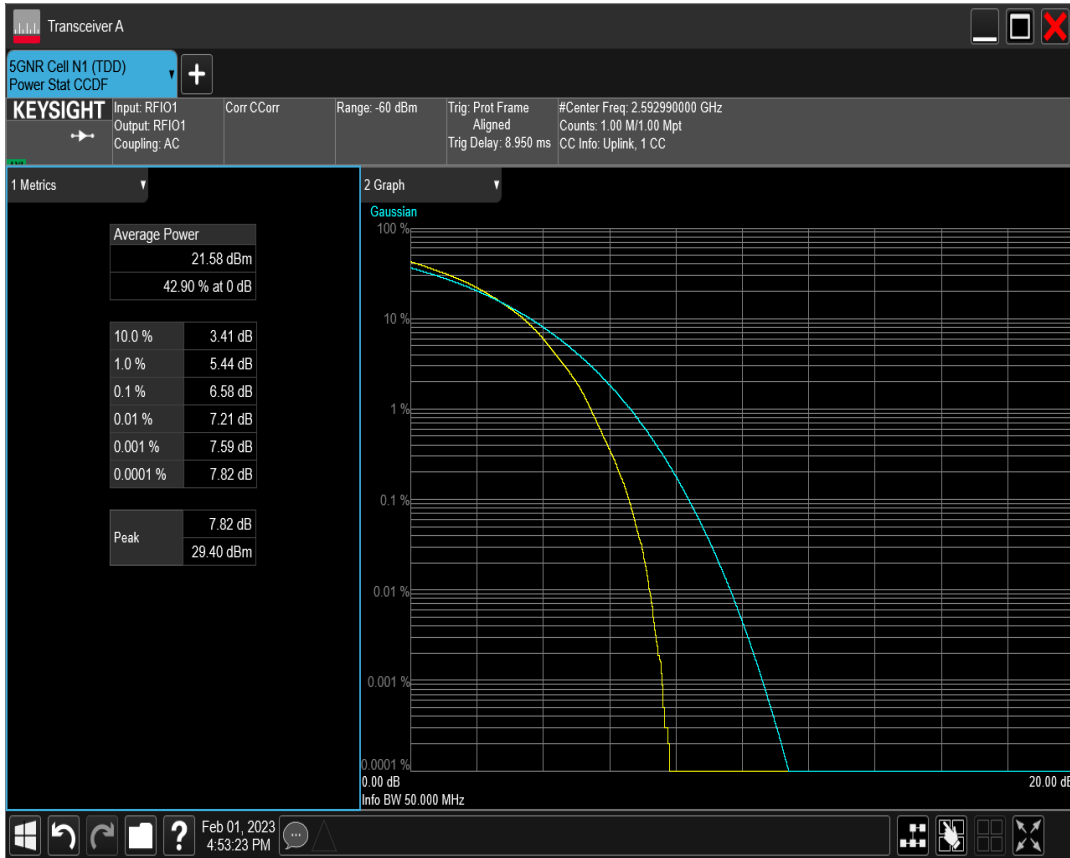 Transceiver A
5GNR Cell N1 (TDD)
Power Stat CCDF
KEYSIGHT
Input: RFIO1
Output: RFIO1
Coupling: AC
Corr CCorr
Range: -60 dBm
Trig: Prot Frame
Aligned
Trig Delay: 8.950 ms
#Center Freq: 2.592990000 GHz
Counts: 1.00 M/1.00 Mpt
CC Info: Uplink, 1 CC
1 Metrics
Average Power
21.58 dBm
42.90 % at 0 dB
10.0 % 3.41 dB
1.0 % 5.44 dB
0.1 % 6.58 dB
0.01 % 7.21 dB
0.001 % 7.59 dB
0.0001 % 7.82 dB
Peak
7.82 dB
29.40 dBm
2 Graph
Gaussian
100 %
10 %
1 %
0.1 %
0.01 %
0.001 %
0.0001 %
0.00 dB
20.00 dB
Info BW 50.000 MHz
Feb 01, 2023
4:53:23 PM